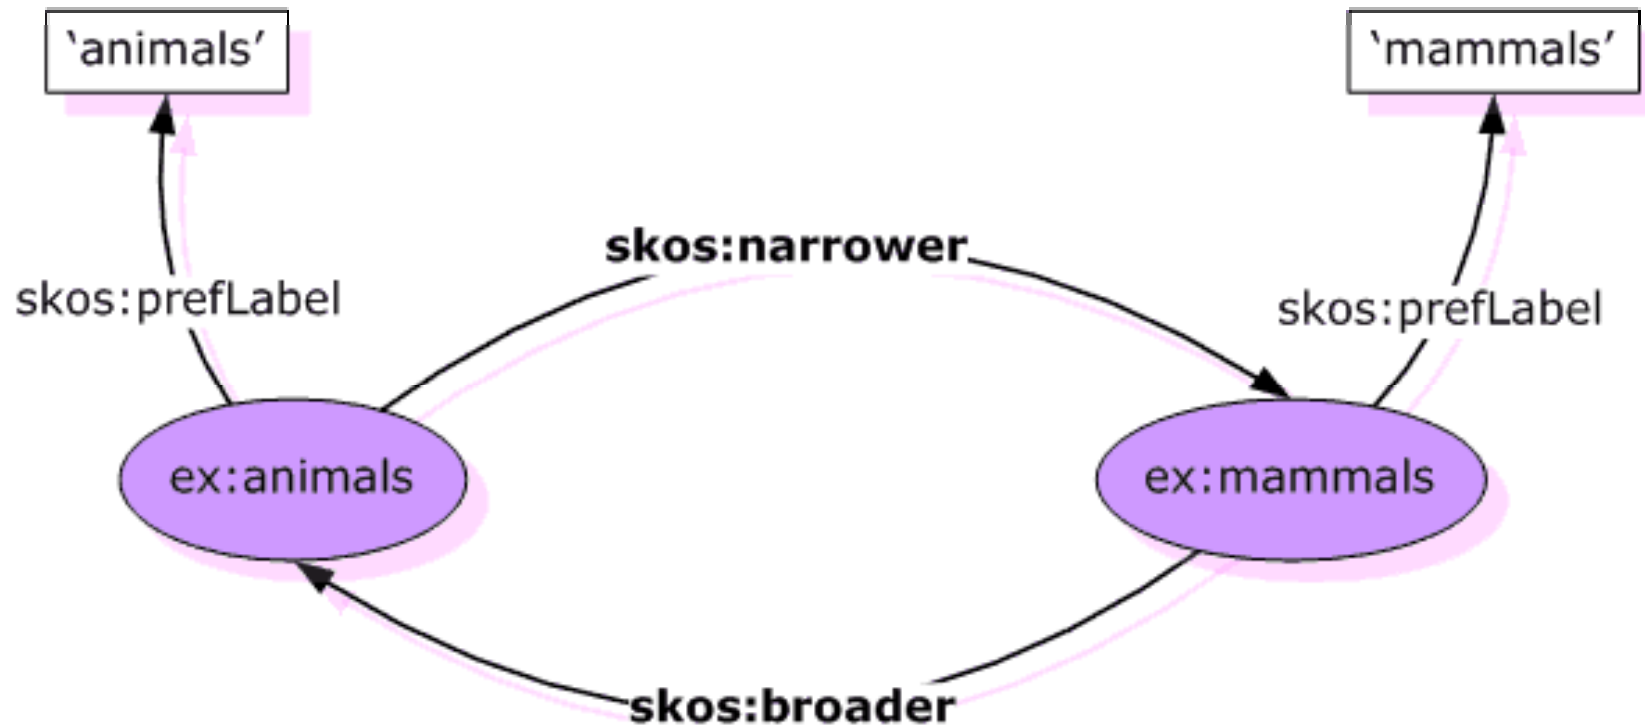 ‘animals’
‘mammals’
skos:narrower
skos:prefLabel
skos:prefLabel
ex:animals
ex:mammals
skos:broader